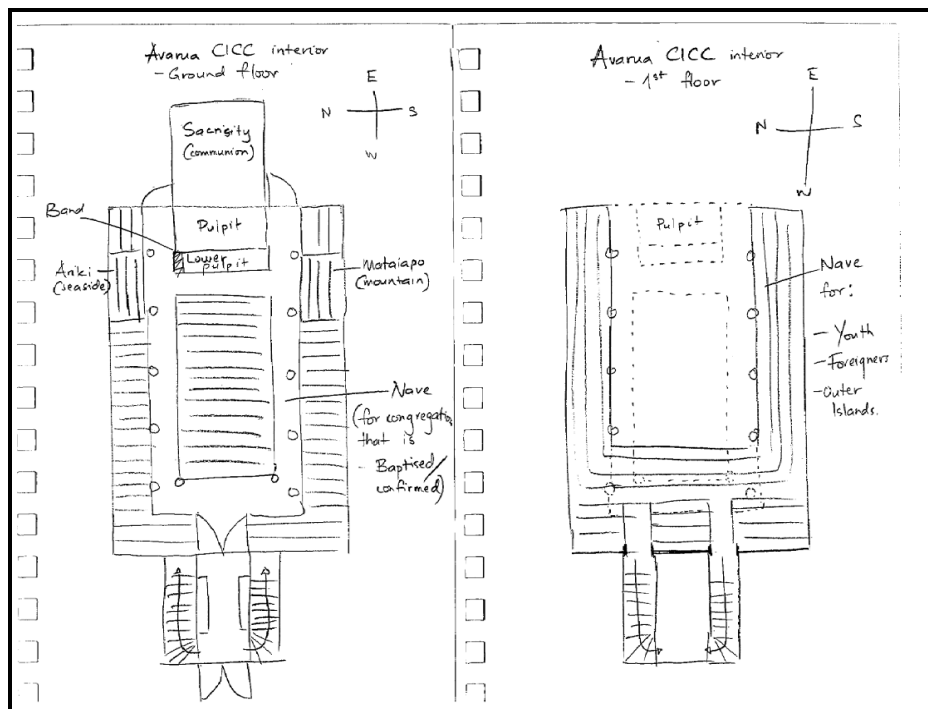 Avarua CICC interior
- Ground floor
E
N
S
W
Sacrisity
(communion)
Band
Pulpit
Lower
pulpit
Ariki
(seaside)
Mataiapo
(mountain)
Nave
(for congregation
that is
- Baptised/
confirmed)
Avarua CICC interior
- 1st floor
E
N
S
W
Pulpit
Nave
for:
- Youth
- Foreigners
- Outer
Islands.